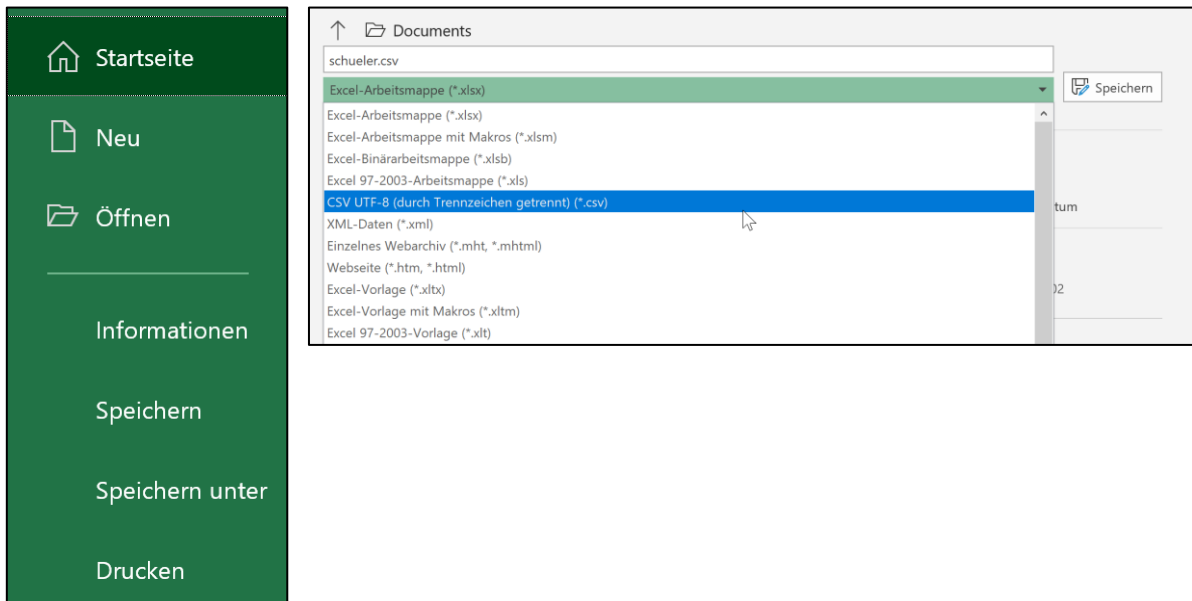 Startseite
Neu
Öffnen
Informationen
Speichern
Speichern unter
Drucken
Documents
schueler.csv
Excel-Arbeitsmappe (*.xlsx)
Speichern
Excel-Arbeitsmappe (*.xlsx)
Excel-Arbeitsmappe mit Makros (*.xlsm)
Excel-Binärarbeitsmappe (*.xlsb)
Excel 97-2003-Arbeitsmappe (*.xls)
CSV UTF-8 (durch Trennzeichen getrennt) (*.csv)
tum
XML-Daten (*.xml)
Einzelnes Webarchiv (*.mht, *.mhtml)
Webseite (*.htm, *.html)
Excel-Vorlage (*.xltx)
02
Excel-Vorlage mit Makros (*.xltm)
Excel 97-2003-Vorlage (*.xlt)